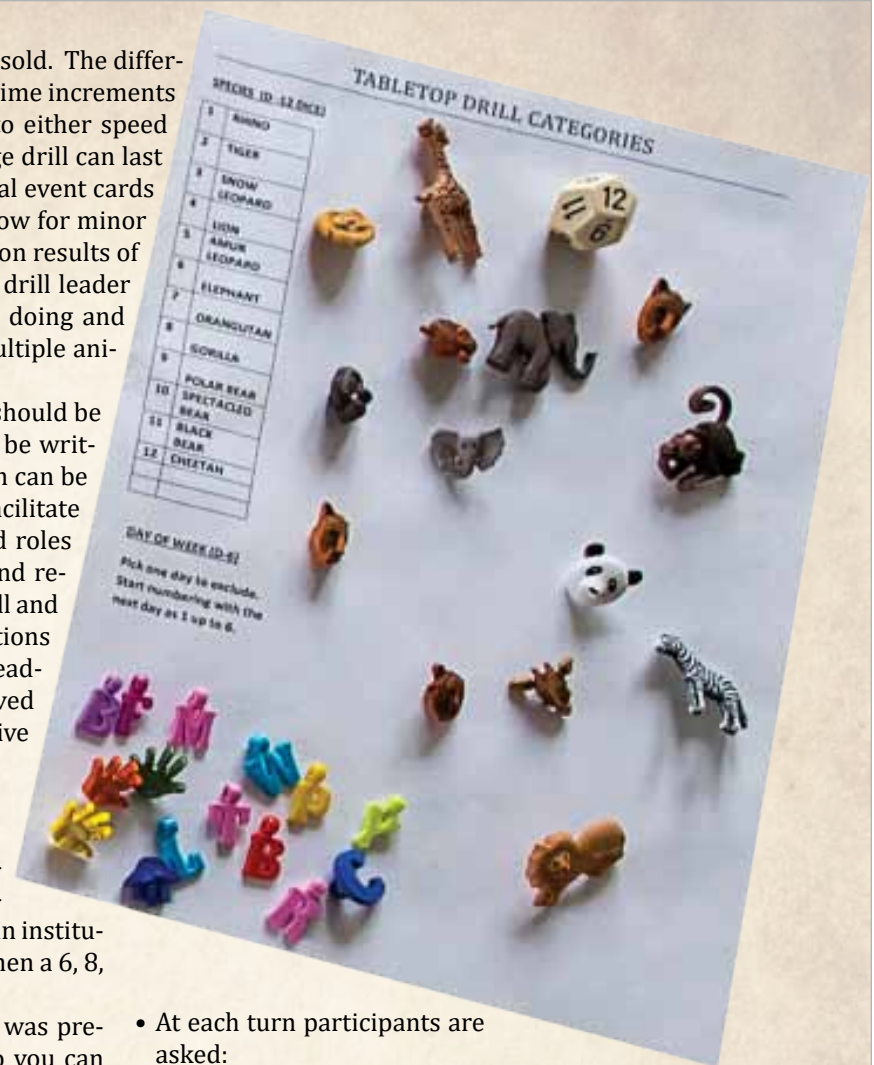 sold. The differ-
ime increments
o either speed
e drill can last
al event cards
ow for minor
on results of
drill leader
doing and
ultiple ani-
should be
be writ-
n can be
acilitate
d roles
nd re-
ll and
tions
ead-
ved
ive
n institu-
hen a 6, 8,
was pre-
o you can
TABLETOP DRILL CATEGORIES
SPECIES (D -12 DICE)
1 RHINO
2 TIGER
3 SNOW
LEOPARD
4 LION
5 AMUR
LEOPARD
6 ELEPHANT
7 ORANGUTAN
8 GORILLA
9 POLAR BEAR
10 SPECTACLED
BEAR
11 BLACK
BEAR
12 CHEETAH
DAY OF WEEK (D-6)
Pick one day to exclude.
Start numbering with the
next day as 1 up to 6.
12
11
6
B
M
W
T
B
C
R
• At each turn participants are
asked: